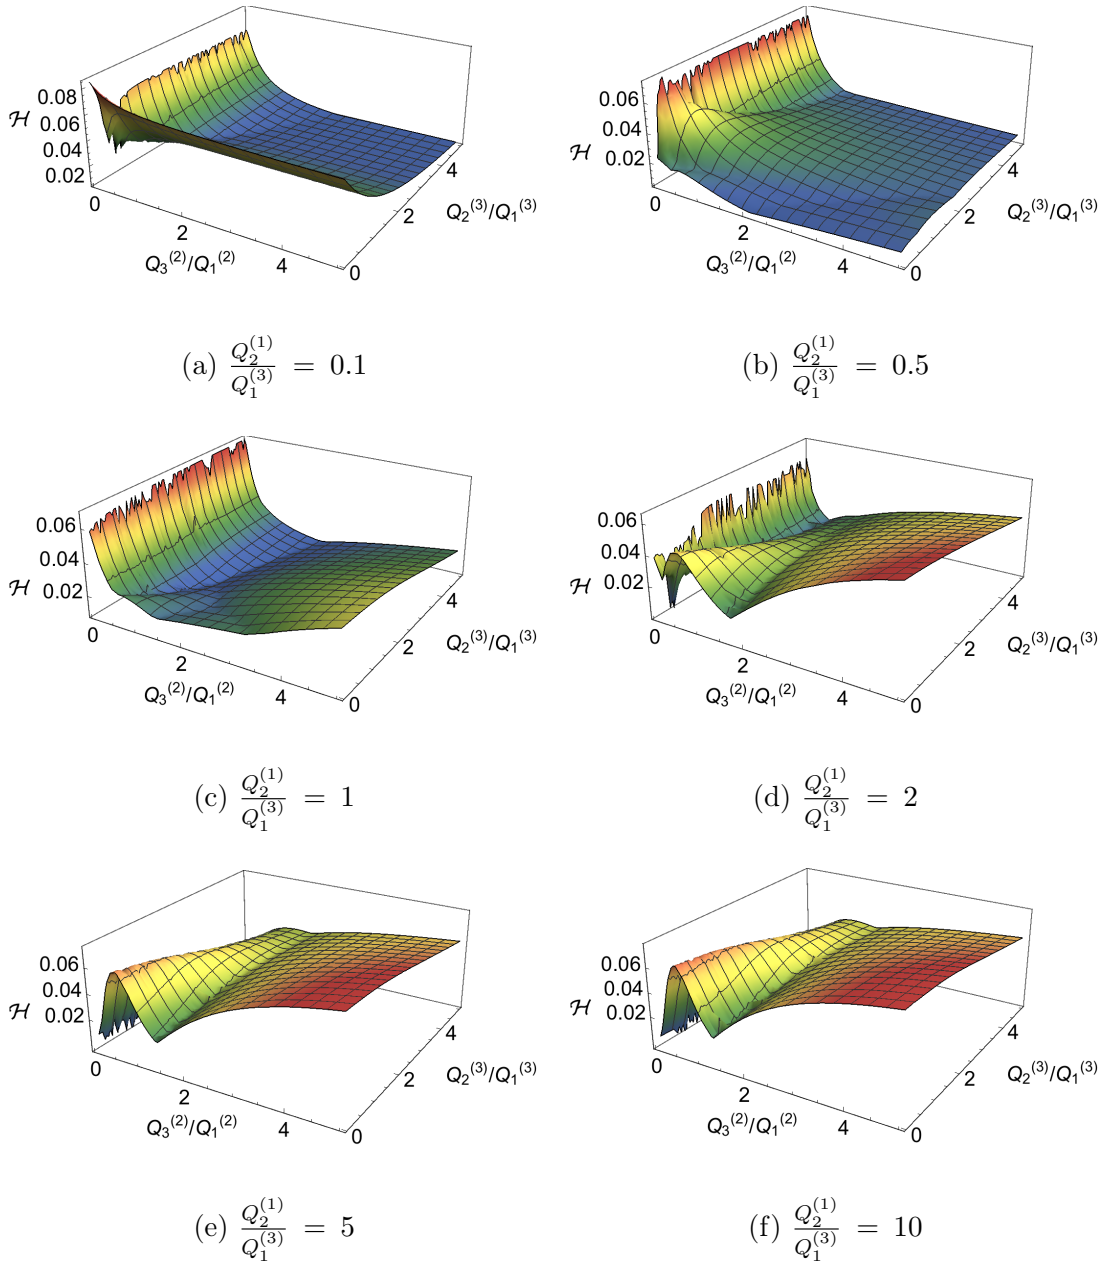 0.08
0.06
0.04
0.02
ℋ
0
2
4
Q₃⁽²⁾/Q₁⁽²⁾
0
2
4
Q₂⁽³⁾/Q₁⁽³⁾
(a) Q₂⁽¹⁾/Q₁⁽³⁾ = 0.1
0.06
0.04
0.02
ℋ
0
2
4
Q₃⁽²⁾/Q₁⁽²⁾
0
2
4
Q₂⁽³⁾/Q₁⁽³⁾
(b) Q₂⁽¹⁾/Q₁⁽³⁾ = 0.5
0.06
0.04
0.02
ℋ
0
2
4
Q₃⁽²⁾/Q₁⁽²⁾
0
2
4
Q₂⁽³⁾/Q₁⁽³⁾
(c) Q₂⁽¹⁾/Q₁⁽³⁾ = 1
0.06
0.04
0.02
ℋ
0
2
4
Q₃⁽²⁾/Q₁⁽²⁾
0
2
4
Q₂⁽³⁾/Q₁⁽³⁾
(d) Q₂⁽¹⁾/Q₁⁽³⁾ = 2
0.06
0.04
0.02
ℋ
0
2
4
Q₃⁽²⁾/Q₁⁽²⁾
0
2
4
Q₂⁽³⁾/Q₁⁽³⁾
(e) Q₂⁽¹⁾/Q₁⁽³⁾ = 5
0.06
0.04
0.02
ℋ
0
2
4
Q₃⁽²⁾/Q₁⁽²⁾
0
2
4
Q₂⁽³⁾/Q₁⁽³⁾
(f) Q₂⁽¹⁾/Q₁⁽³⁾ = 10